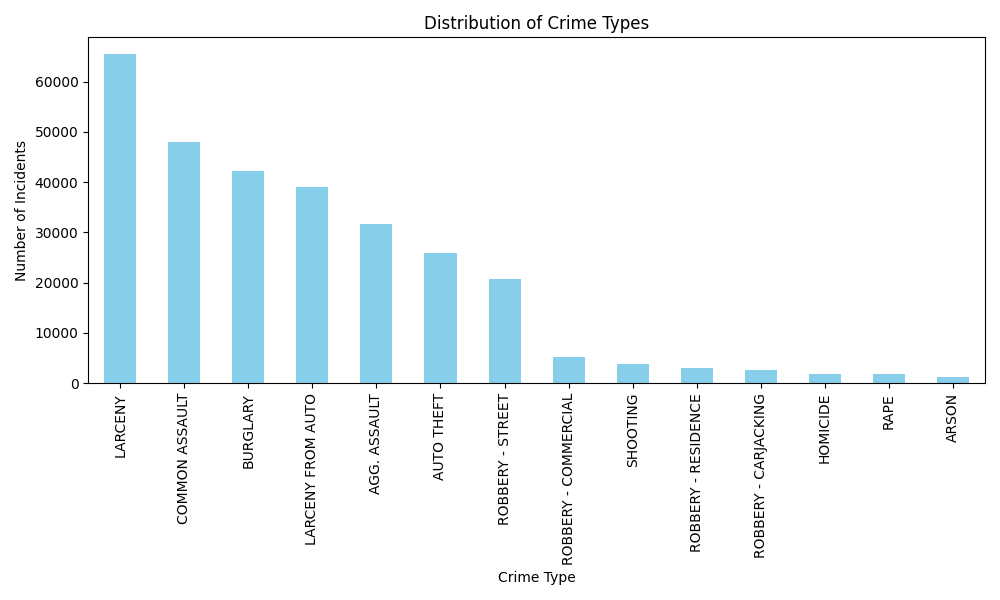 Distribution of Crime Types
Number of Incidents
60000
50000
40000
30000
20000
10000
0
LARCENY
COMMON ASSAULT
BURGLARY
LARCENY FROM AUTO
AGG. ASSAULT
AUTO THEFT
ROBBERY - STREET
ROBBERY - COMMERCIAL
SHOOTING
ROBBERY - RESIDENCE
ROBBERY - CARJACKING
HOMICIDE
RAPE
ARSON
Crime Type